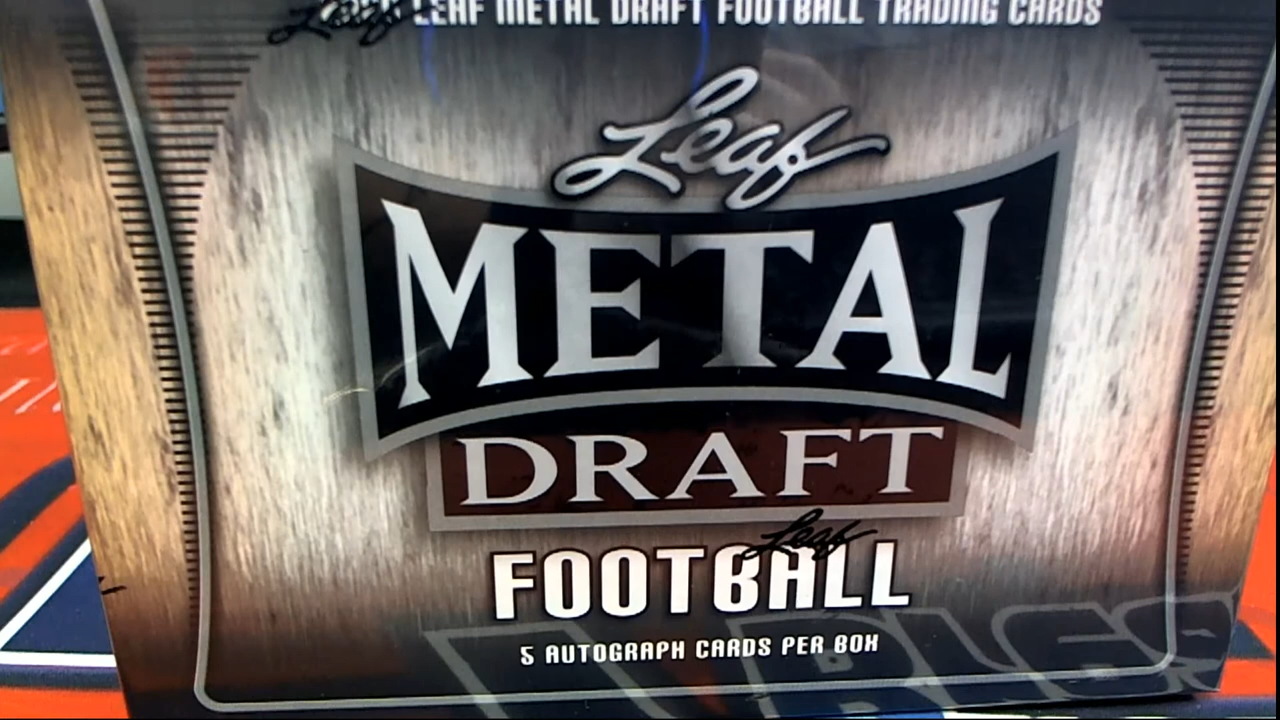 LEAF METAL DRAFT FOOTBALL TRADING CARDS
Leaf
METAL
DRAFT
Leaf
FOOTBALL
5 AUTOGRAPH CARDS PER BOX